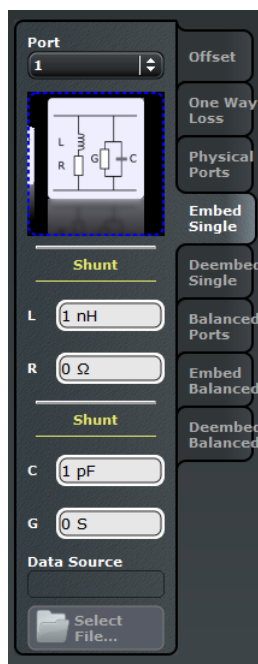 Port
1
L
R
G
C
Shunt
L
1 nH
R
0 Ω
Shunt
C
1 pF
G
0 S
Data Source
Select
File...
Offset
One Way
Loss
Physical
Ports
Embed
Single
Deembed
Single
Balanced
Ports
Embed
Balanced
Deembed
Balanced